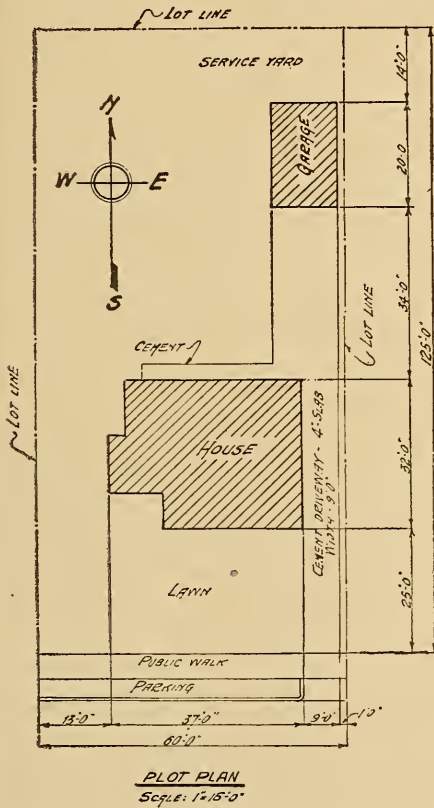 LOT LINE
SERVICE YARD
14'-0"
N
W
E
S
GARAGE
20'-0
34'-0"
LOT LINE
125'-0"
CEMENT
LOT LINE
HOUSE
32'-0"
CEMENT DRIVEWAY - 4" SLAB
WIDTH - 9'-0"
25'-0"
LAWN
PUBLIC WALK
PARKING
13'-0"
37'-0"
9'-0"
1'-0"
60'-0"
PLOT PLAN
SCALE: 1"=15'-0"